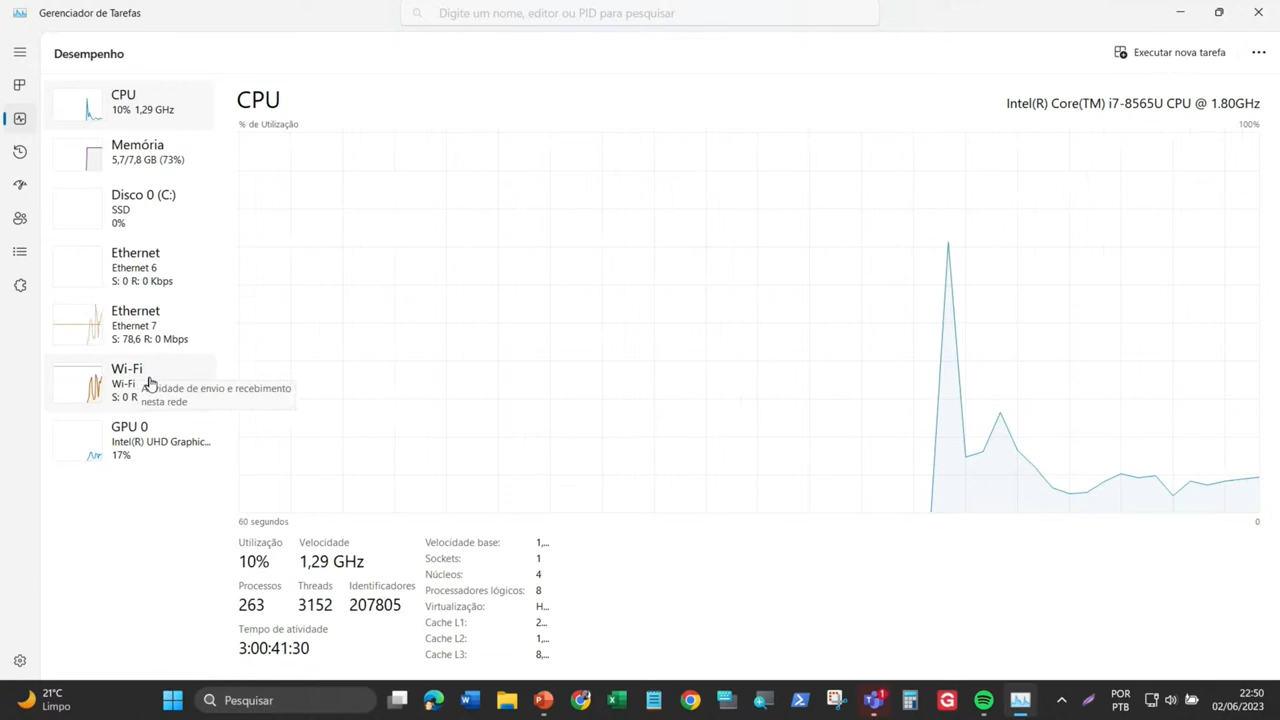 Gerenciador de Tarefas
Digite um nome, editor ou PID para pesquisar
Desempenho
Executar nova tarefa
CPU
10% 1,29 GHz
Memória
5,7/7,8 GB (73%)
Disco 0 (C:)
SSD
0%
Ethernet
Ethernet 6
S: 0 R: 0 Kbps
Ethernet
Ethernet 7
S: 78,6 R: 0 Mbps
Wi-Fi
Wi-Fi
S: 0 R
de envio e recebimento
nesta rede
GPU 0
Intel(R) UHD Graphic...
17%
CPU
Intel(R) Core(TM) i7-8565U CPU @ 1.80GHz
% de Utilização
100%
60 segundos
0
Utilização
Velocidade
10%
1,29 GHz
Processos
Threads
Identificadores
263
3152
207805
Tempo de atividade
3:00:41:30
Velocidade base: 1,...
Sockets: 1
Núcleos: 4
Processadores lógicos: 8
Virtualização: H...
Cache L1: 2...
Cache L2: 1,...
Cache L3: 8,...
21°C
Limpo
Pesquisar
POR
PTB
22:50
02/06/2023